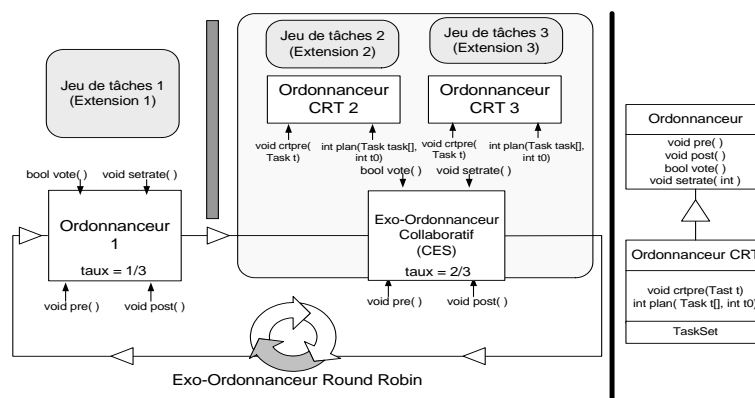 Jeu de tâches 1
(Extension 1)
Jeu de tâches 2
(Extension 2)
Jeu de tâches 3
(Extension 3)
Ordonnanceur
CRT 2
Ordonnanceur
CRT 3
void crtpre(
Task t)
int plan(Task task[],
int t0)
void crtpre(
Task t)
int plan(Task task[],
int t0)
bool vote( )
void setrate( )
bool vote( )
void setrate( )
Ordonnanceur
1
taux = 1/3
Exo-Ordonnanceur
Collaboratif
(CES)
taux = 2/3
void pre( )
void post( )
void pre( )
void post( )
Exo-Ordonnanceur Round Robin
Ordonnanceur
void pre( )
void post( )
bool vote( )
void setrate( int )
Ordonnanceur CRT
void crtpre(Tast t)
int plan( Task t[], int t0)
TaskSet